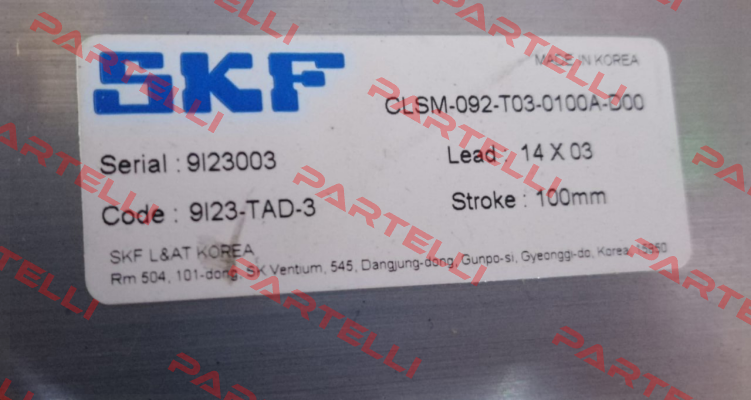 SKF
MADE IN KOREA
CLSM-092-T03-0100A-D00
Serial : 9I23003
Lead : 14 X 03
Code : 9I23-TAD-3
Stroke : 100mm
SKF L&AT KOREA
Rm 504, 101-dong, SK Ventium, 545, Dangjung-dong, Gunpo-si, Gyeonggi-do, Korea, 15850
PARTELLI
PARTELLI
PARTELLI
PARTELLI
PARTELLI
PARTELLI
PARTELLI
PARTELLI